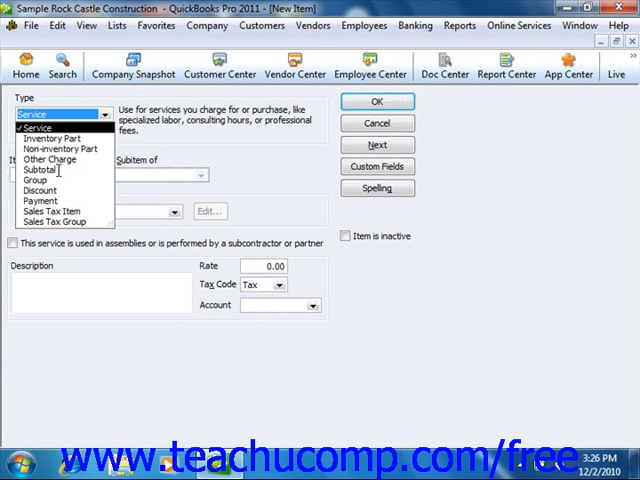 Sample Rock Castle Construction - QuickBooks Pro 2011 - [New Item]
File Edit View Lists Favorites Company Customers Vendors Employees Banking Reports Online Services Window Help
Home Search Company Snapshot Customer Center Vendor Center Employee Center Doc Center Report Center App Center Live
Type
Service
Use for services you charge for or purchase, like
specialized labor, consulting hours, or professional
fees.
✓ Service
Inventory Part
Non-inventory Part
Other Charge
Subtotal
Group
Discount
Payment
Sales Tax Item
Sales Tax Group
Subitem of
Edit...
This service is used in assemblies or is performed by a subcontractor or partner
Description
Rate 0.00
Tax Code Tax
Account
OK
Cancel
Next
Custom Fields
Spelling
Item is inactive
www.teachucomp.com/free
3:26 PM
12/2/2010